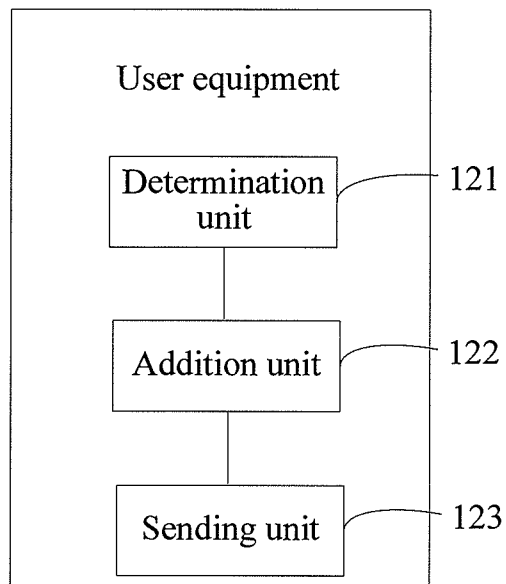 User equipment
Determination
unit
121
Addition unit
122
Sending unit
123